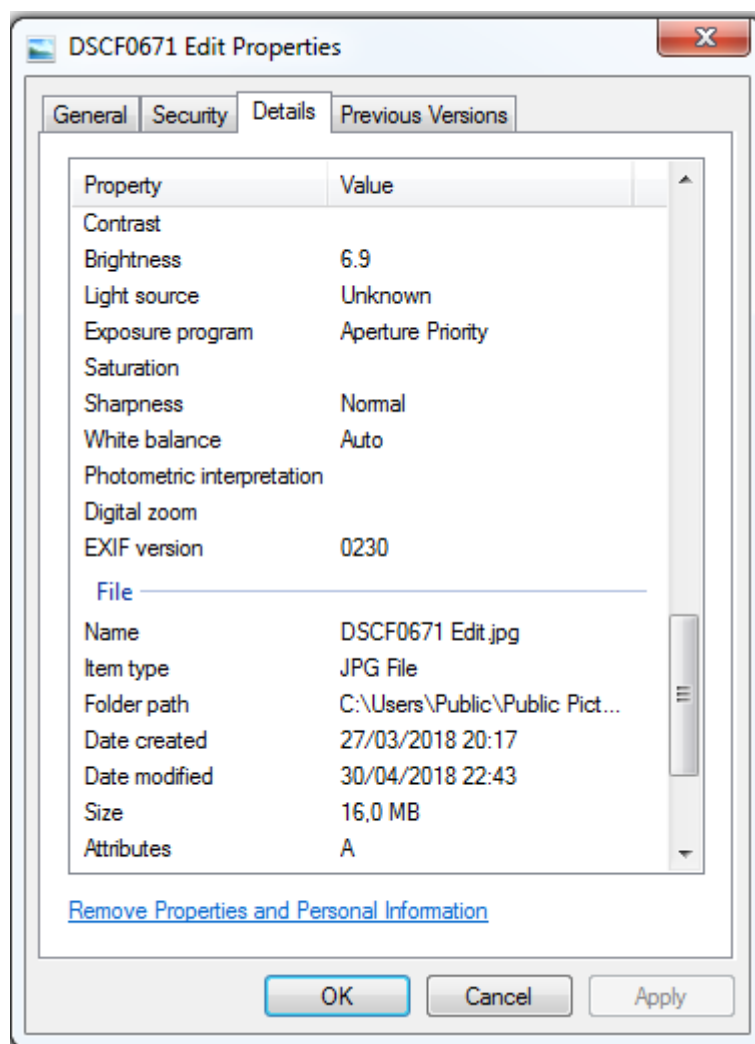 DSCF0671 Edit Properties
General Security Details Previous Versions
Property Value
Contrast
Brightness 6.9
Light source Unknown
Exposure program Aperture Priority
Saturation
Sharpness Normal
White balance Auto
Photometric interpretation
Digital zoom
EXIF version 0230
File
Name DSCF0671 Edit.jpg
Item type JPG File
Folder path C:\Users\Public\Public Pict...
Date created 27/03/2018 20:17
Date modified 30/04/2018 22:43
Size 16,0 MB
Attributes A
Remove Properties and Personal Information
OK Cancel Apply